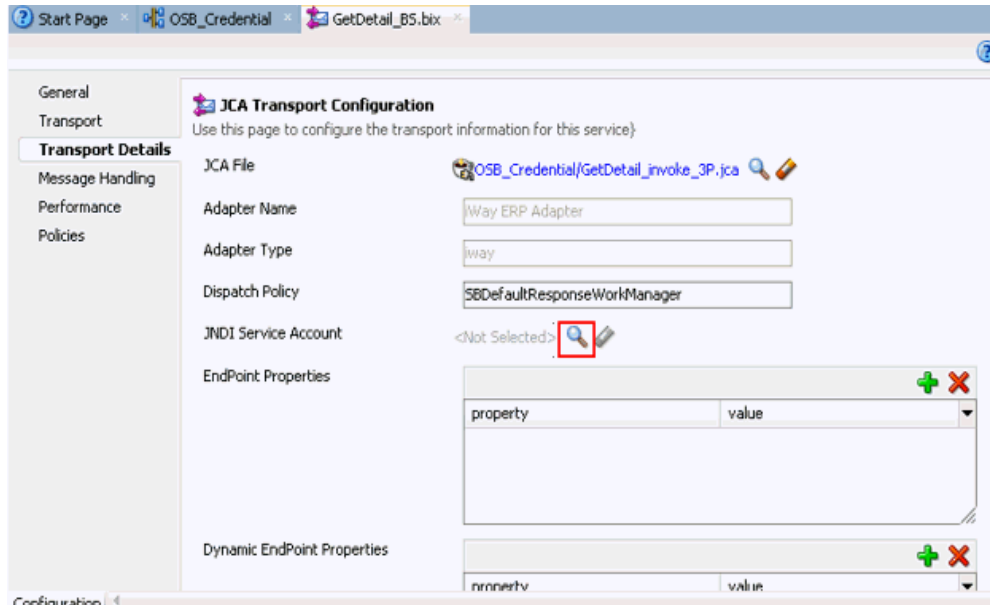 Start Page × OSB_Credential × GetDetail_BS.bix ×
General
Transport
Transport Details
Message Handling
Performance
Policies
JCA Transport Configuration
Use this page to configure the transport information for this service}
JCA File OSB_Credential/GetDetail_invoke_3P.jca
Adapter Name iWay ERP Adapter
Adapter Type iway
Dispatch Policy SBDefaultResponseWorkManager
JNDI Service Account <Not Selected>
EndPoint Properties
property value
Dynamic EndPoint Properties
property value
Configuration